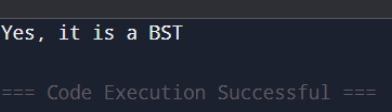 Yes, it is a BST
=== Code Execution Successful ===